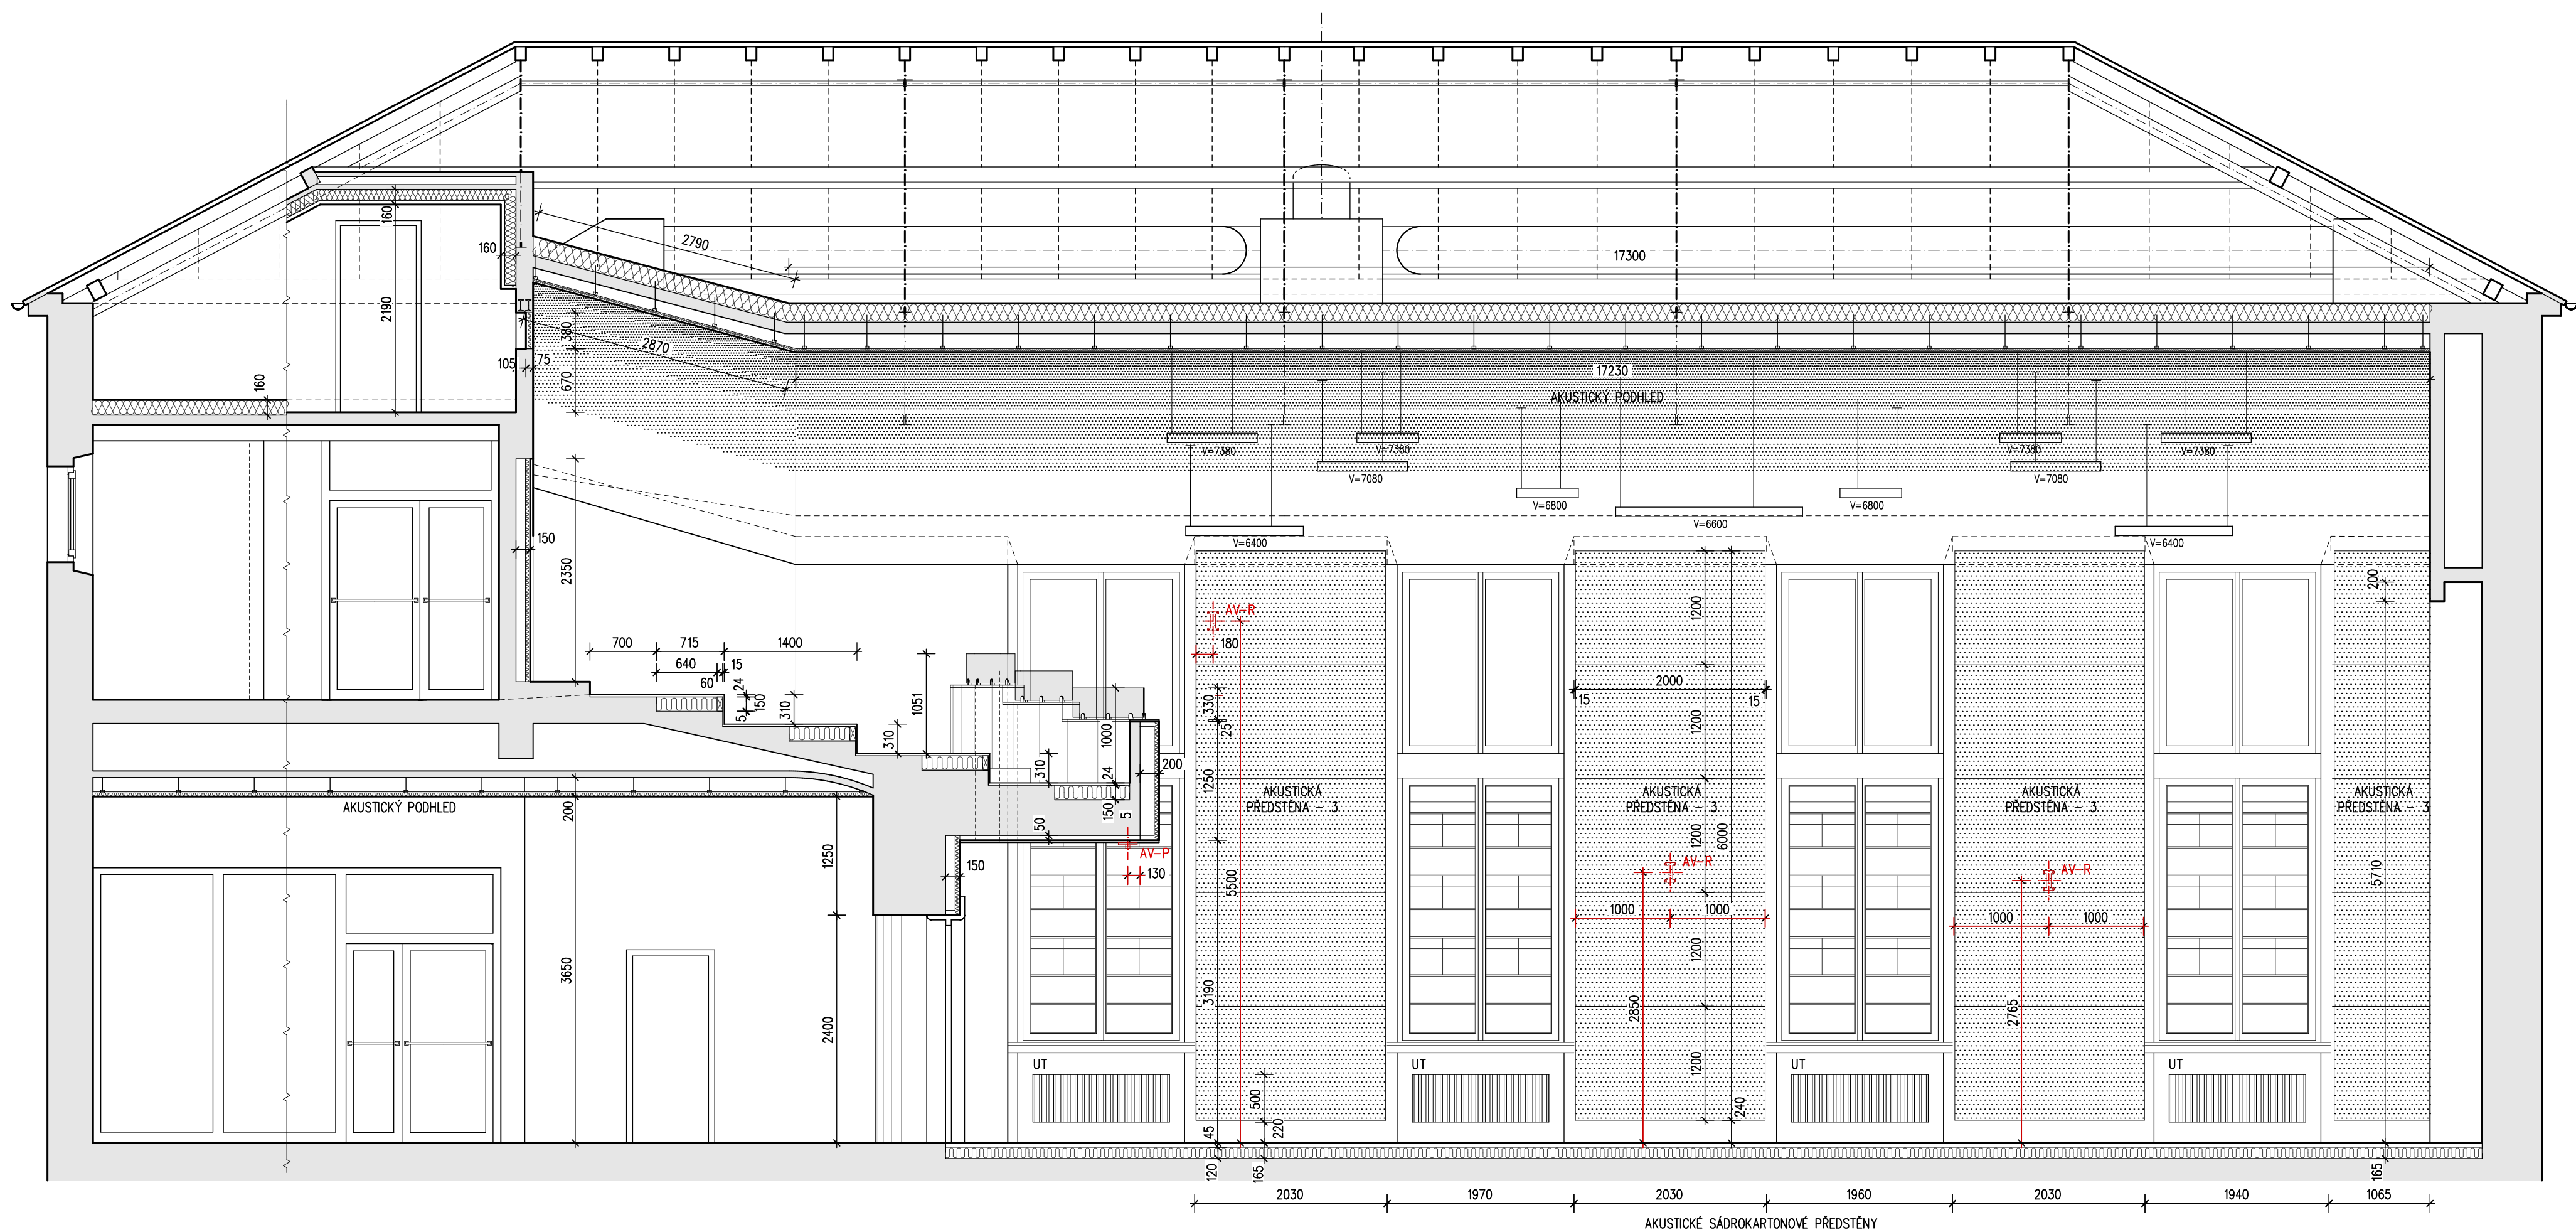 160
2190
160
2790
17300
380
670
105
75
2870
160
17230
AKUSTICKÝ PODHLED
V=7380
V=7380
V=7380
V=7380
V=7080
V=7080
V=6800
V=6800
V=6600
V=6400
V=6400
150
2350
700
715
1400
640
15
60
24
150
5
310
310
1051
310
1000
24
150
5
200
50
AV-R
180
330
25
1250
3190
5500
1200
1200
1200
1200
1200
6000
2000
15
15
200
5710
AKUSTICKÝ PODHLED
200
3650
1250
2400
150
AV-P
130
AKUSTICKÁ
PŘEDSTĚNA - 3
AKUSTICKÁ
PŘEDSTĚNA - 3
AKUSTICKÁ
PŘEDSTĚNA - 3
AKUSTICKÁ
PŘEDSTĚNA - 3
AV-R
1000
1000
2850
AV-R
1000
1000
2765
UT
UT
UT
UT
500
220
45
120
165
240
165
2030
1970
2030
1960
2030
1940
1065
AKUSTICKÉ SÁDROKARTONOVÉ PŘEDSTĚNY